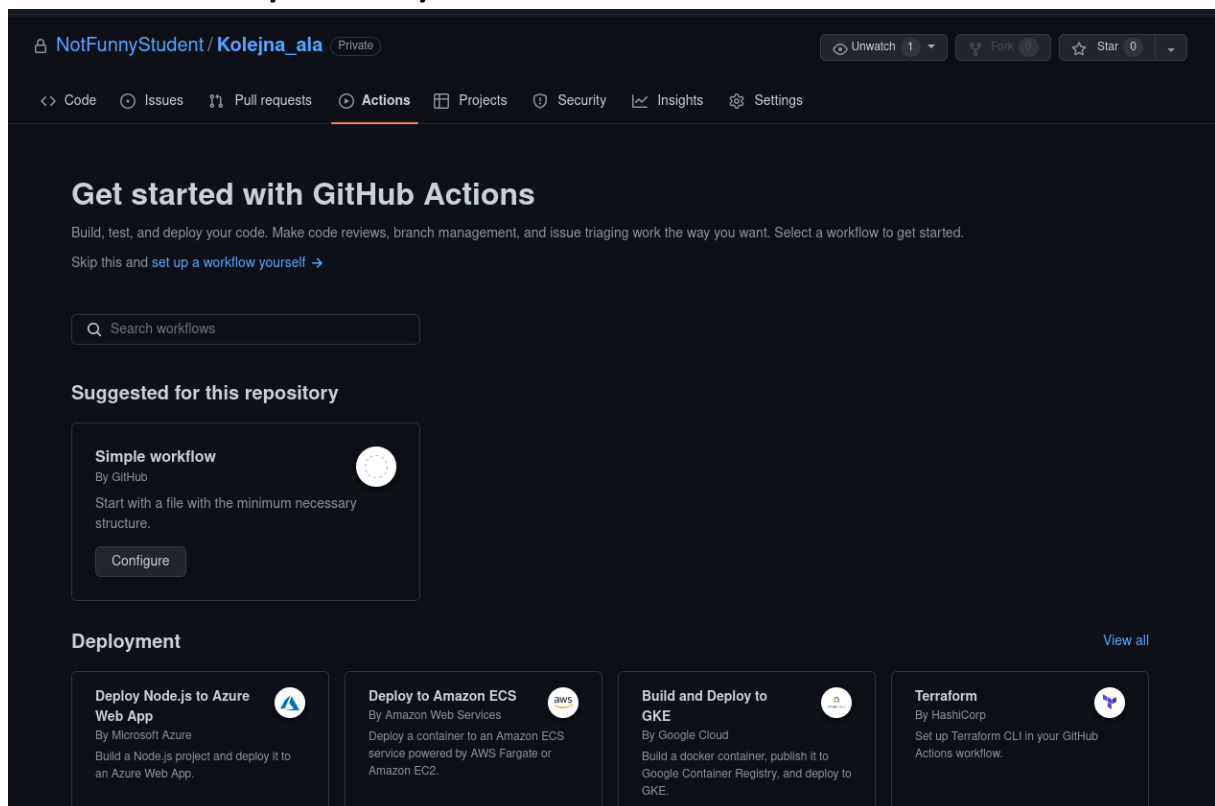 NotFunnyStudent / Kolejna_ala Private
Unwatch 1
Fork 0
Star 0
<> Code
Issues
Pull requests
Actions
Projects
Security
Insights
Settings
Get started with GitHub Actions
Build, test, and deploy your code. Make code reviews, branch management, and issue triaging work the way you want. Select a workflow to get started.
Skip this and set up a workflow yourself →
Search workflows
Suggested for this repository
Simple workflow
By GitHub
Start with a file with the minimum necessary
structure.
Configure
Deployment
View all
Deploy Node.js to Azure
Web App
By Microsoft Azure
Build a Node.js project and deploy it to
an Azure Web App.
Deploy to Amazon ECS
aws
By Amazon Web Services
Deploy a container to an Amazon ECS
service powered by AWS Fargate or
Amazon EC2.
Build and Deploy to
GKE
By Google Cloud
Build a docker container, publish it to
Google Container Registry, and deploy to
GKE.
Terraform
By HashiCorp
Set up Terraform CLI in your GitHub
Actions workflow.